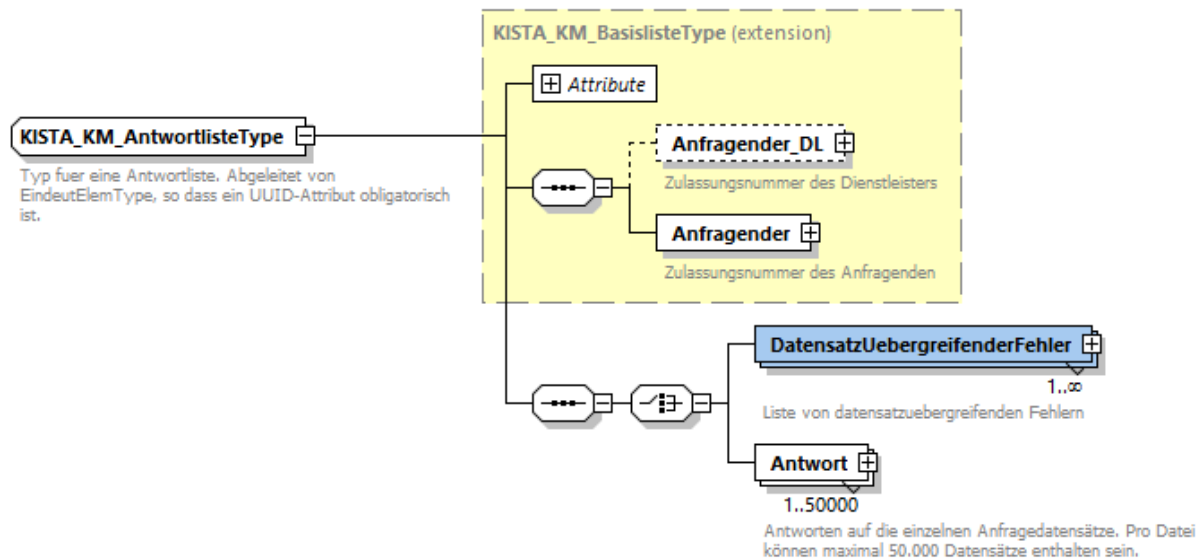 KISTA_KM_BasislisteType (extension)
Attribute
KISTA_KM_AntwortlisteType
Typ fuer eine Antwortliste. Abgeleitet von
EindeutElemType, so dass ein UUID-Attribut obligatorisch
ist.
Anfragender_DL
Zulassungsnummer des Dienstleisters
Anfragender
Zulassungsnummer des Anfragenden
DatensatzUebergreifenderFehler
1..∞
Liste von datensatzuebergreifenden Fehlern
Antwort
1..50000
Antworten auf die einzelnen Anfragedatensätze. Pro Datei
können maximal 50.000 Datensätze enthalten sein.